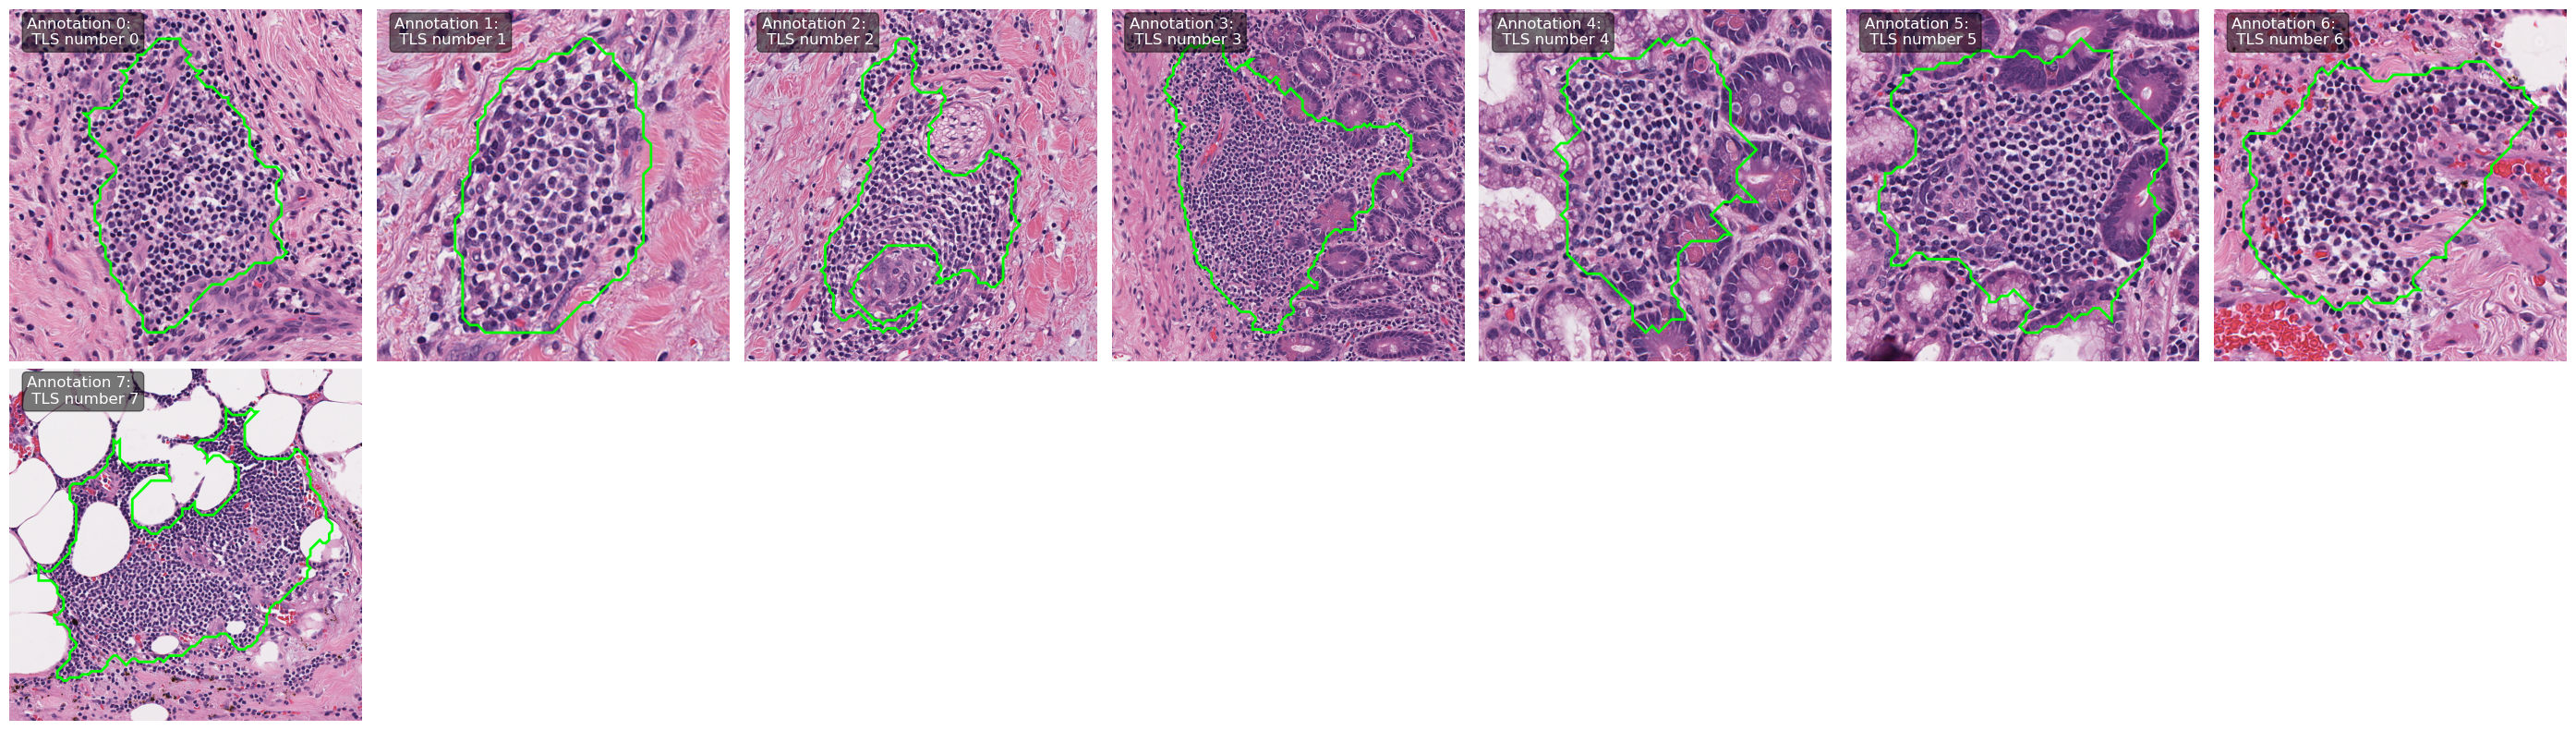 Annotation 0:
TLS number 0
Annotation 1:
TLS number 1
Annotation 2:
TLS number 2
Annotation 3:
TLS number 3
Annotation 4:
TLS number 4
Annotation 5:
TLS number 5
Annotation 6:
TLS number 6
Annotation 7:
TLS number 7